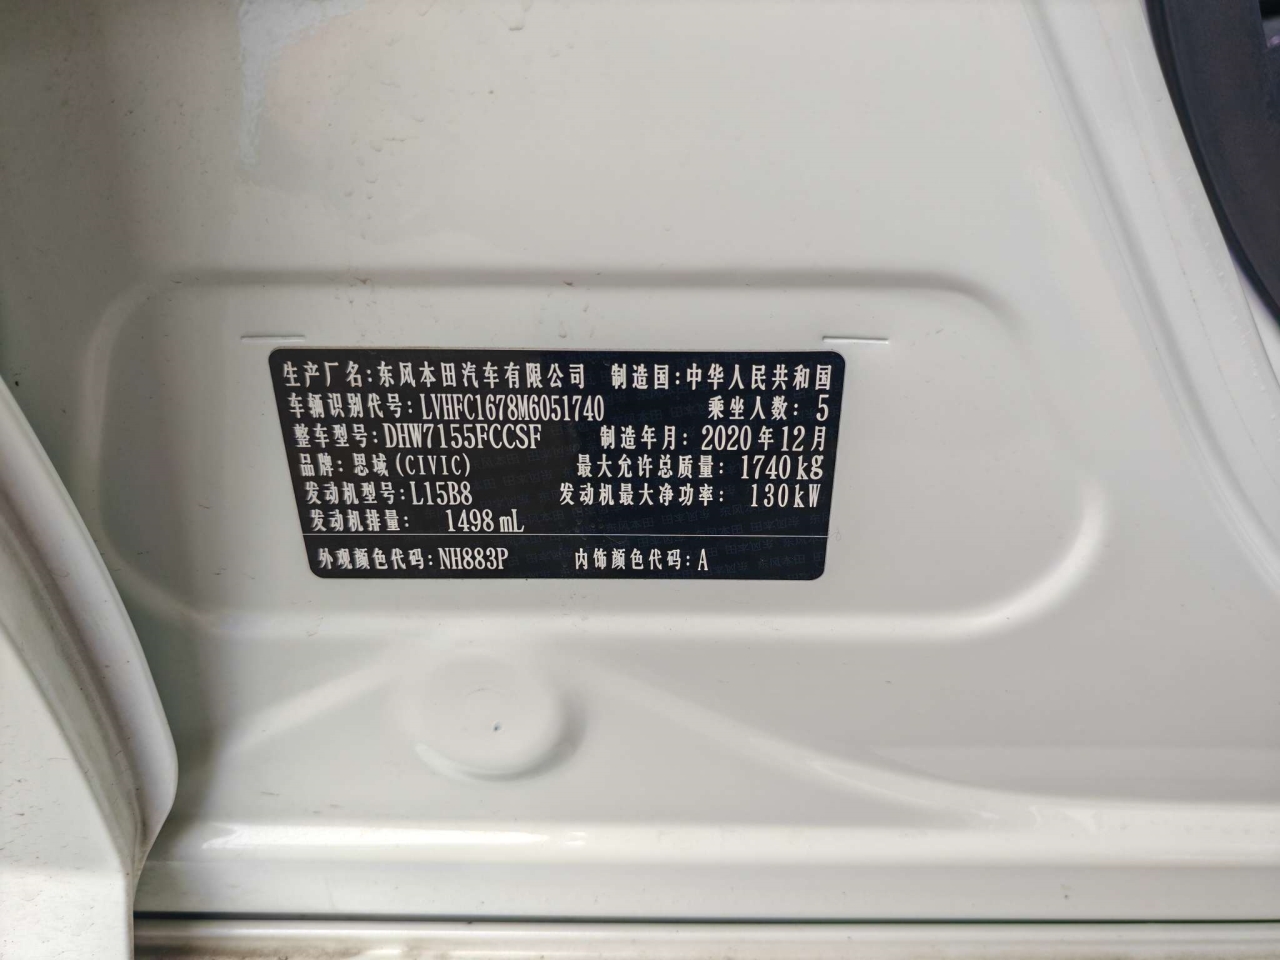 生产厂名:东风本田汽车有限公司 制造国:中华人民共和国
车辆识别代号:LVHFC1678M6051740 乘坐人数: 5
整车型号:DHW7155FCCSF 制造年月: 2020年12月
品牌: 思域(CIVIC) 最大允许总质量: 1740kg
发动机型号:L15B8 发动机最大净功率: 130kW
发动机排量: 1498mL
外观颜色代码:NH883P 内饰颜色代码:A